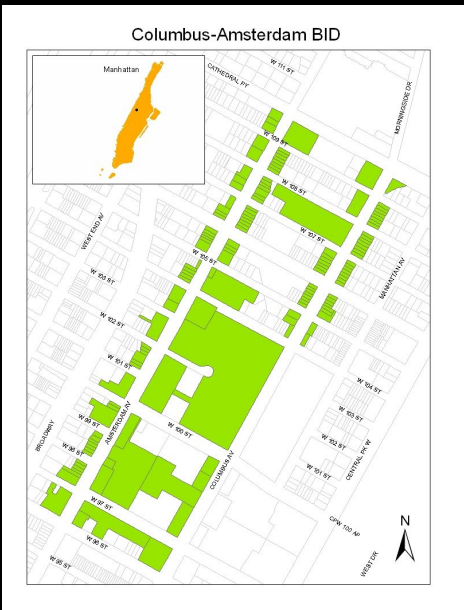 Columbus-Amsterdam BID
Manhattan
W 111 ST
CATHEDRAL PY
MORNINGSIDE DR
W 109 ST
W 108 ST
W 107 ST
WEST END AV
W 105 ST
MANHATTAN AV
W 103 ST
W 102 ST
W 101 ST
W 104 ST
W 103 ST
W 102 ST
W 101 ST
AMSTERDAM AV
W 100 ST
W 99 ST
W 98 ST
BROADWAY
COLUMBUS AV
CENTRAL PK W
W 97 ST
W 96 ST
W 95 ST
CPW 100 AP
WEST DR
N